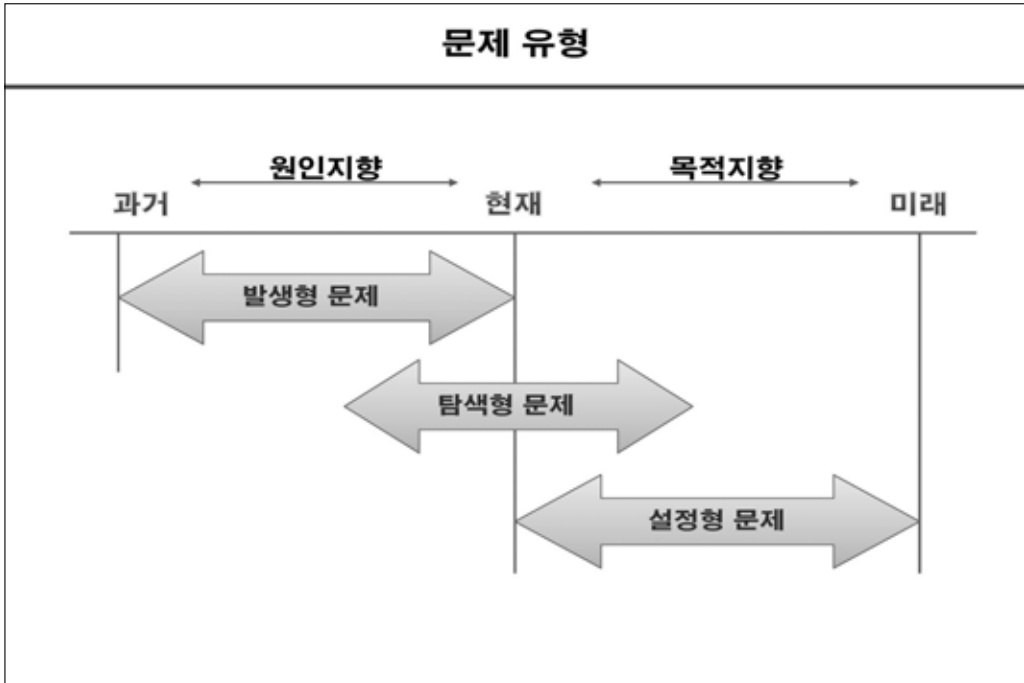 문제 유형
원인지향
목적지향
과거
현재
미래
발생형 문제
탐색형 문제
설정형 문제